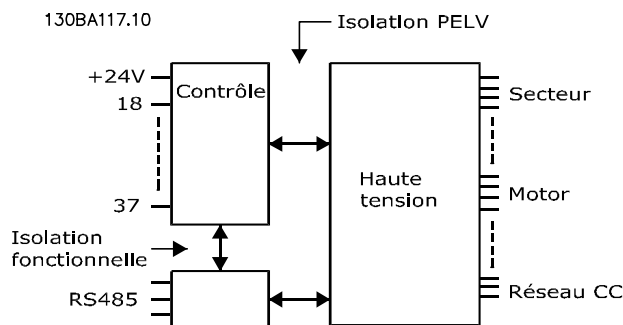 130BA117.10
Isolation PELV
+24V
Contrôle
18
37
Haute
tension
Secteur
Motor
Isolation
fonctionnelle
RS485
Réseau CC